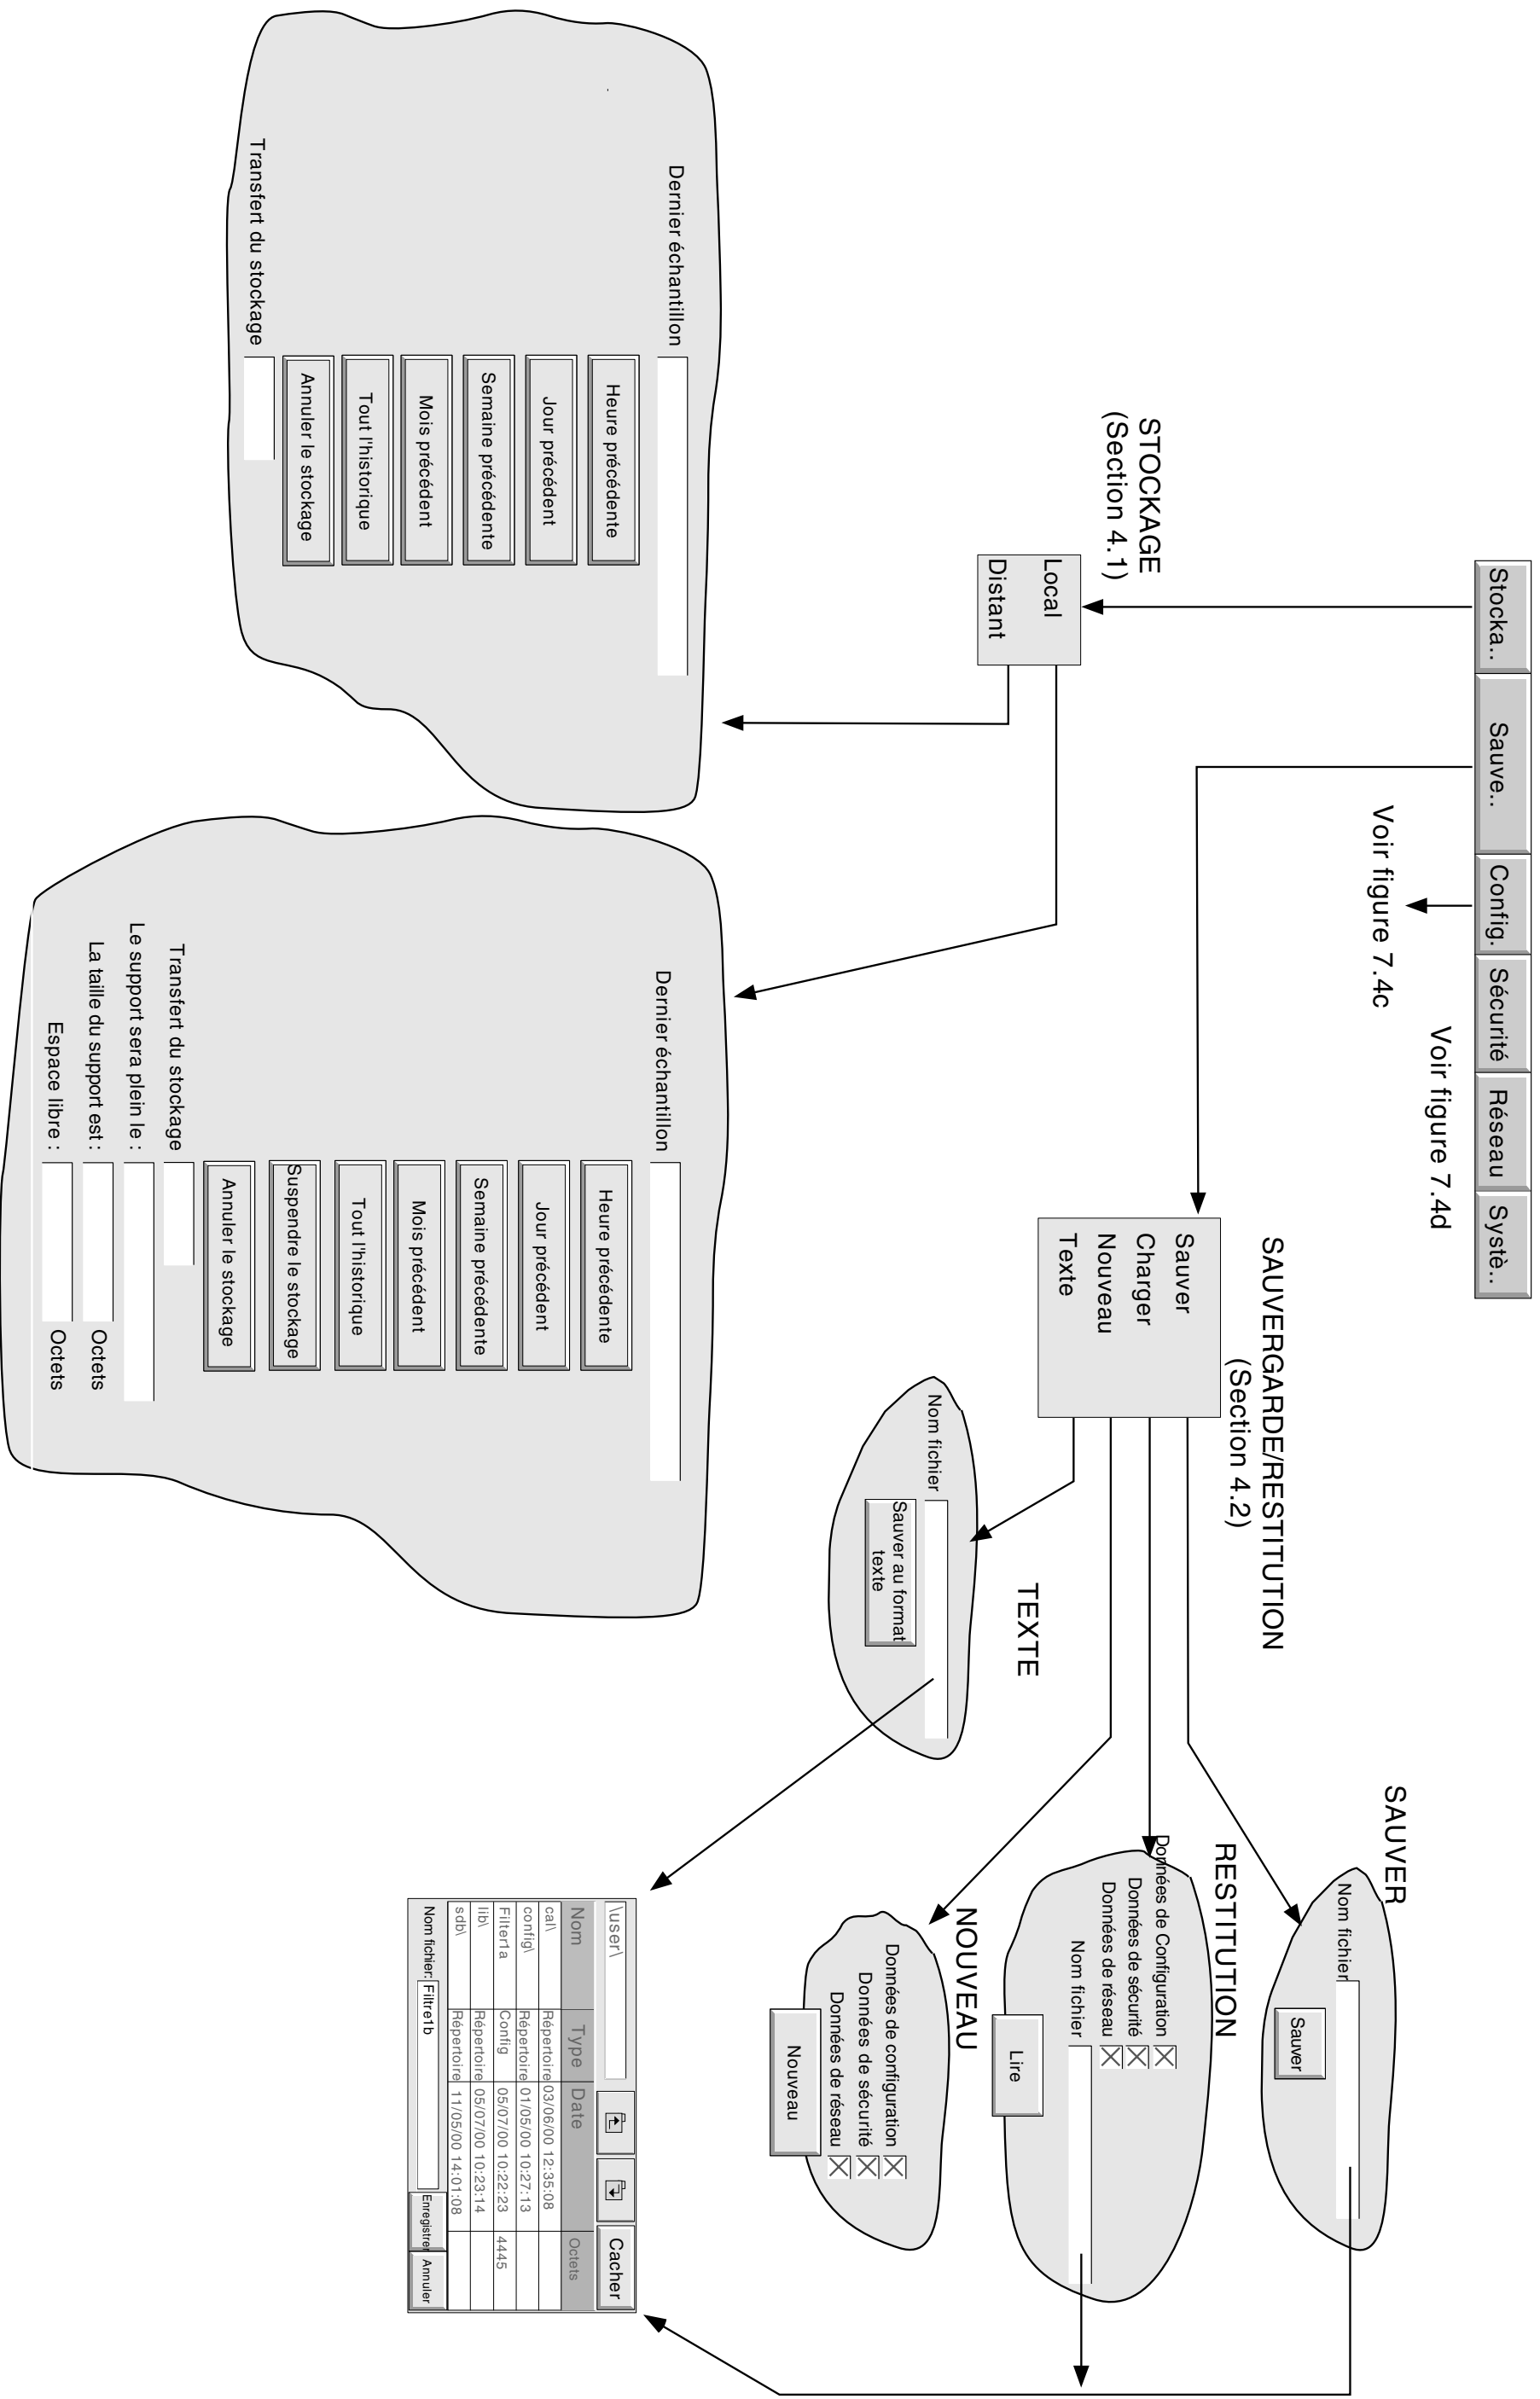 Stocka..
Sauve..
Config.
Sécurité
Réseau
Systè..
Voir figure 7.4c
Voir figure 7.4d
STOCKAGE
(Section 4.1)
Local
Distant
Dernier échantillon
Heure précédente
Jour précédent
Semaine précédente
Mois précédent
Tout l'historique
Annuler le stockage
Transfert du stockage
Dernier échantillon
Heure précédente
Jour précédent
Semaine précédente
Mois précédent
Tout l'historique
Suspendre le stockage
Annuler le stockage
Transfert du stockage
Le support sera plein le :
La taille du support est :
Octets
Espace libre :
Octets
SAUVERGARDE/RESTITUTION
(Section 4.2)
Sauver
Charger
Nouveau
Texte
TEXTE
Nom fichier
Sauver au format
texte
SAUVER
Nom fichier
Sauver
RESTITUTION
Données de Configuration
Données de sécurité
Données de réseau
Nom fichier
Lire
NOUVEAU
Données de configuration
Données de sécurité
Données de réseau
Nouveau
\user\
Cacher
Nom Type Date Octets
cal\ Répertoire 03/06/00 12:35:08
config\ Répertoire 01/05/00 10:27:13
Filter1a Config 05/07/00 10:22:23 4445
lib\ Répertoire 05/07/00 10:23:14
sdb\ Répertoire 11/05/00 14:01:08
Nom fichier: Filtre1b Enregistrer Annuler